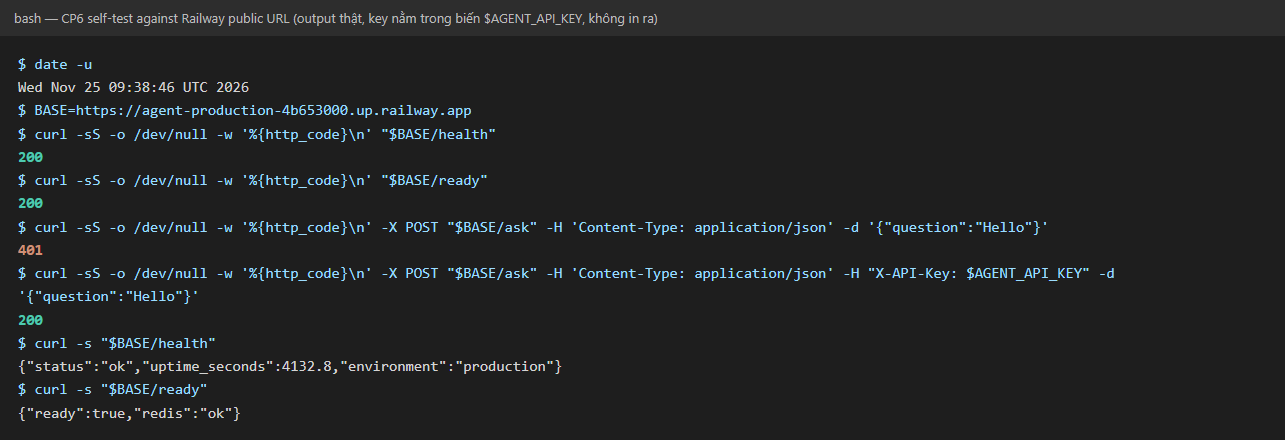 bash — CP6 self-test against Railway public URL (output thật, key nằm trong biến $AGENT_API_KEY, không in ra)
$ date -u
Wed Nov 25 09:38:46 UTC 2026
$ BASE=https://agent-production-4b653000.up.railway.app
$ curl -sS -o /dev/null -w '%{http_code}\n' "$BASE/health"
200
$ curl -sS -o /dev/null -w '%{http_code}\n' "$BASE/ready"
200
$ curl -sS -o /dev/null -w '%{http_code}\n' -X POST "$BASE/ask" -H 'Content-Type: application/json' -d '{"question":"Hello"}'
401
$ curl -sS -o /dev/null -w '%{http_code}\n' -X POST "$BASE/ask" -H 'Content-Type: application/json' -H "X-API-Key: $AGENT_API_KEY" -d
'{"question":"Hello"}'
200
$ curl -s "$BASE/health"
{"status":"ok","uptime_seconds":4132.8,"environment":"production"}
$ curl -s "$BASE/ready"
{"ready":true,"redis":"ok"}